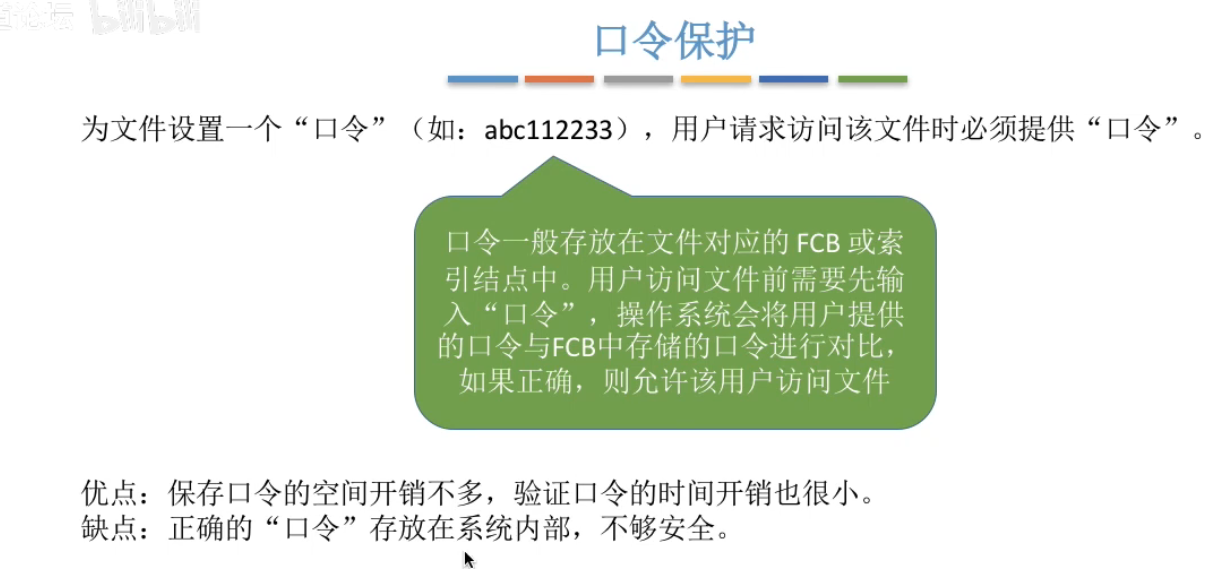 论坛 bilibili
口令保护
为文件设置一个“口令”（如：abc112233），用户请求访问该文件时必须提供“口令”。
口令一般存放在文件对应的 FCB 或索
引结点中。用户访问文件前需要先输
入“口令”，操作系统会将用户提供
的口令与FCB中存储的口令进行对比，
如果正确，则允许该用户访问文件
优点：保存口令的空间开销不多，验证口令的时间开销也很小。
缺点：正确的“口令”存放在系统内部，不够安全。